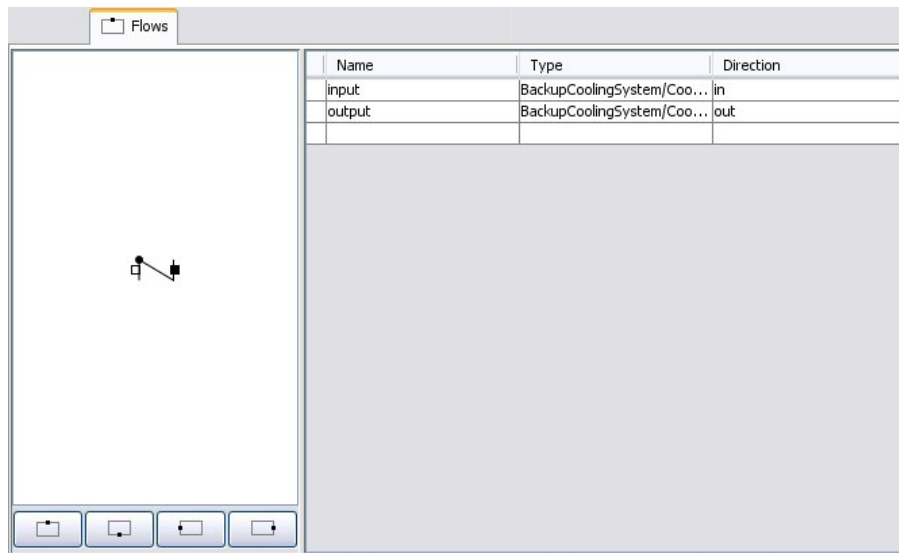 Flows
Name Type Direction
input BackupCoolingSystem/Coo... in
output BackupCoolingSystem/Coo... out